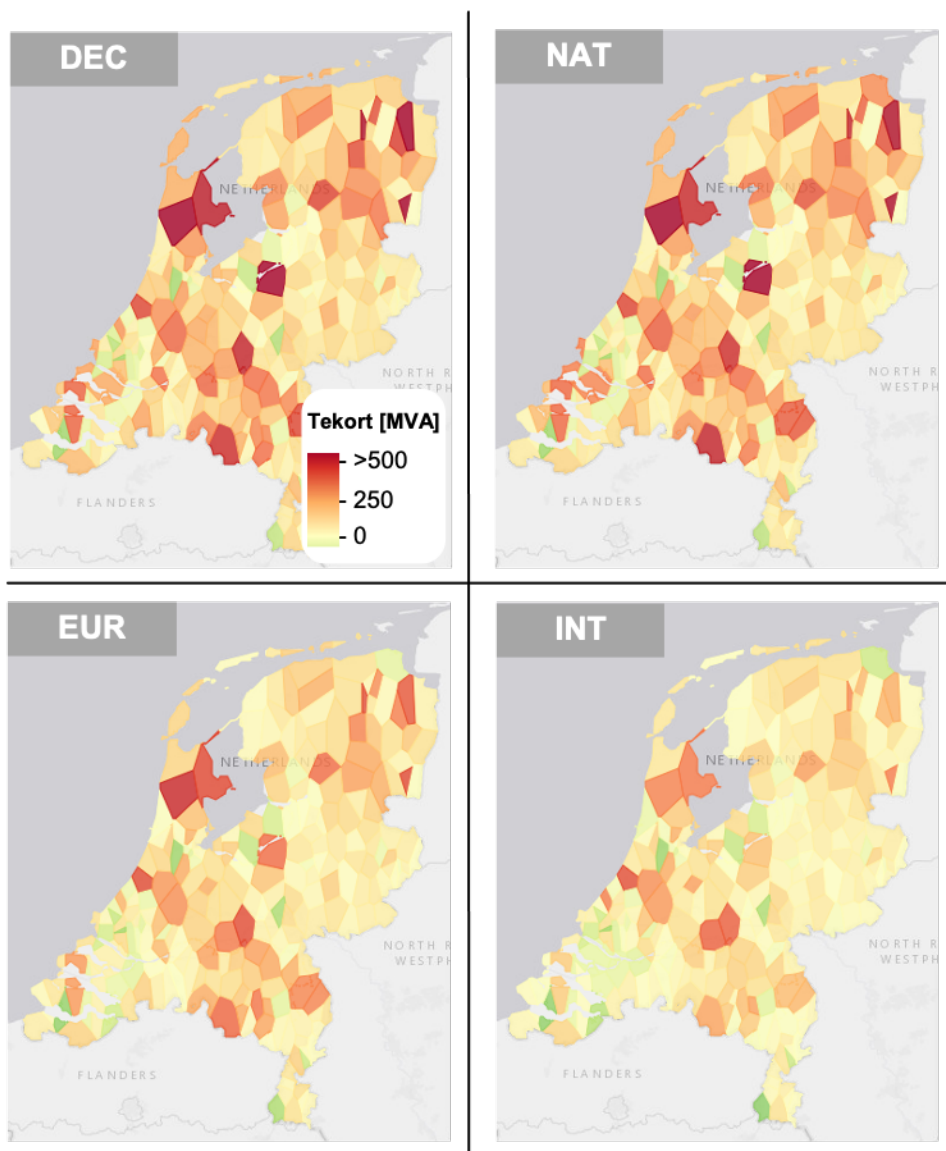 DEC
NAT
NETHERLANDS
NETHERLANDS
NORTH R
WESTPH
NORTH R
WESTPH
Tekort [MVA]
>500
250
0
FLANDERS
FLANDERS
EUR
INT
NETHERLANDS
NETHERLANDS
NORTH R
WESTPH
NORTH R
WESTPH
FLANDERS
FLANDERS